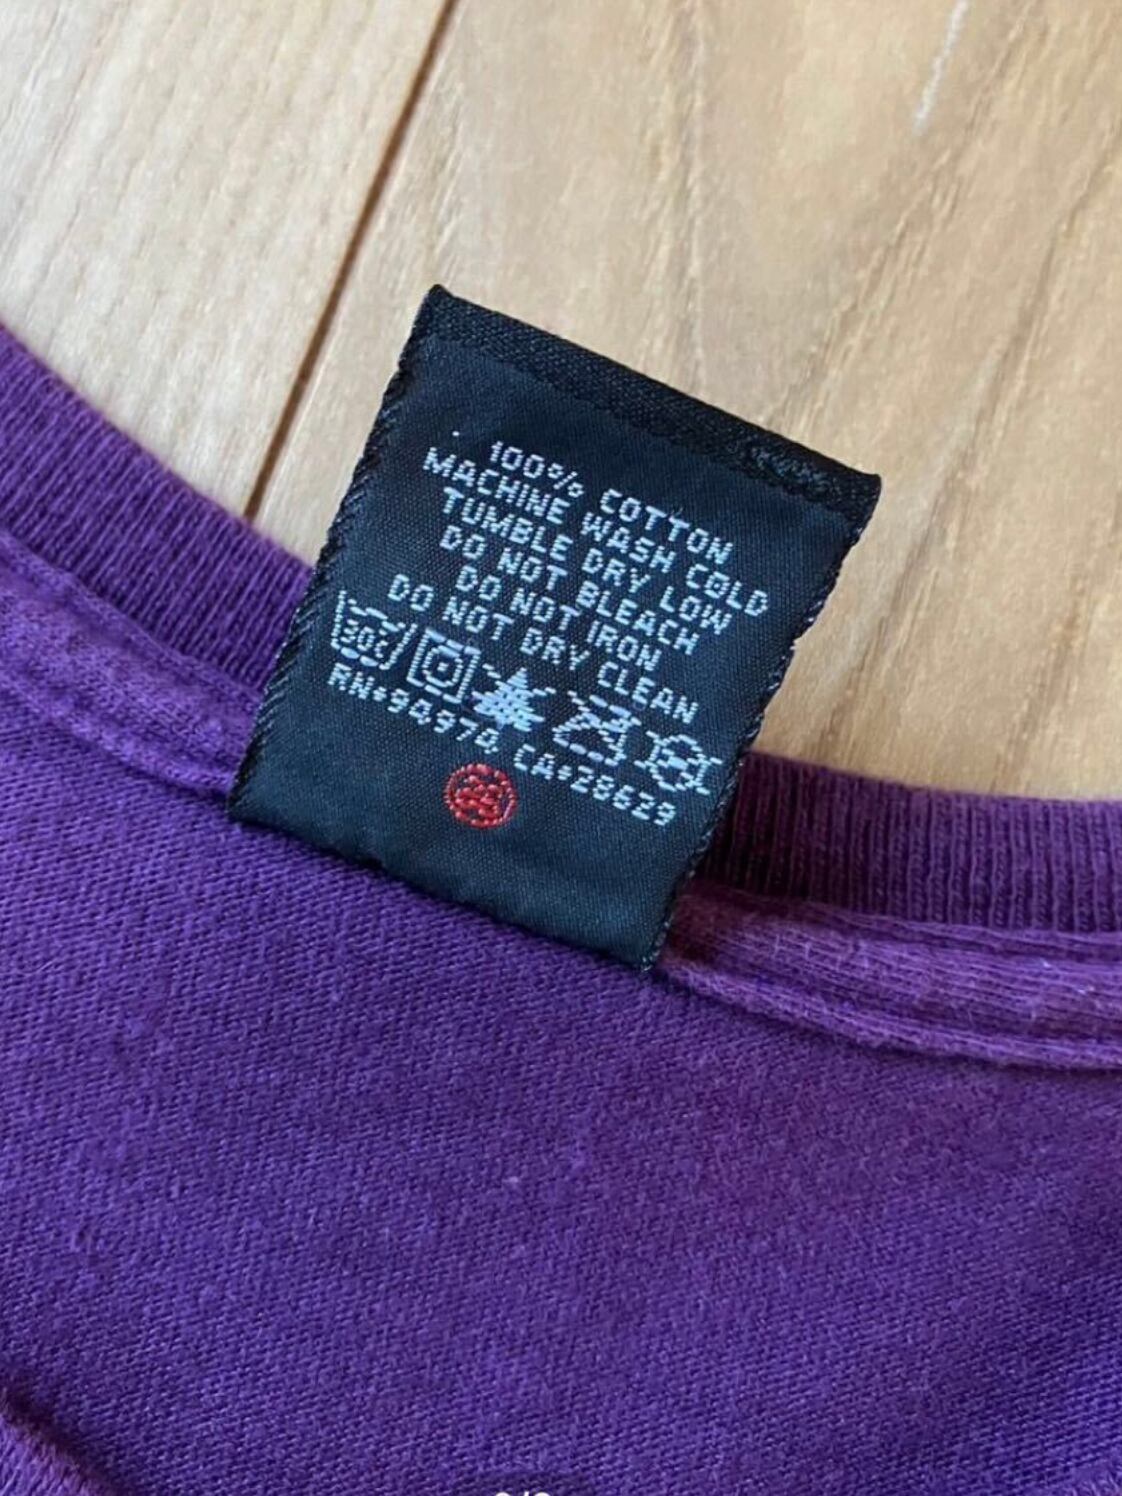 100% COTTON
MACHINE WASH COLD
TUMBLE DRY LOW
DO NOT BLEACH
DO NOT IRON
DO NOT DRY CLEAN
30°
RN•94974 CA•28629